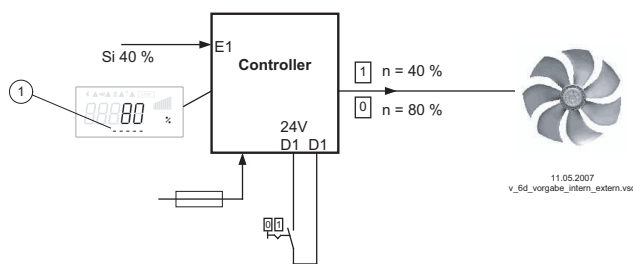 Si 40 %
E1
Controller
1 n = 40 %
0 n = 80 %
1
80
%
24V
D1 D1
0 1
11.05.2007
v_6d_vorgabe_intern_extern.vsd